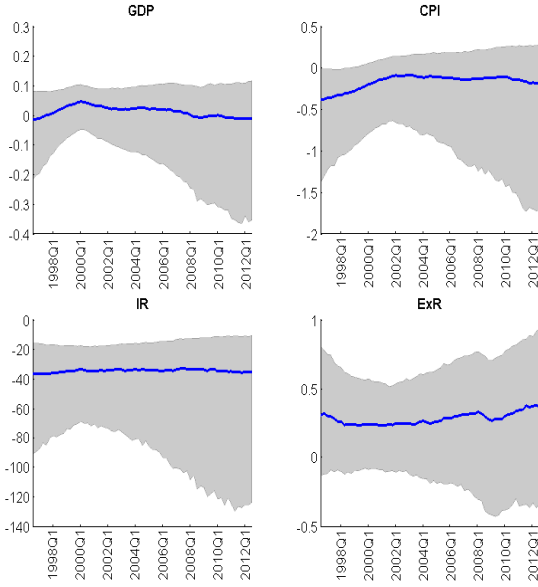 GDP
0.3
0.2
0.1
0
-0.1
-0.2
-0.3
-0.4
1998Q1
2000Q1
2002Q1
2004Q1
2006Q1
2008Q1
2010Q1
2012Q1
CPI
0.5
0
-0.5
-1
-1.5
-2
1998Q1
2000Q1
2002Q1
2004Q1
2006Q1
2008Q1
2010Q1
2012Q1
IR
0
-20
-40
-60
-80
-100
-120
-140
1998Q1
2000Q1
2002Q1
2004Q1
2006Q1
2008Q1
2010Q1
2012Q1
ExR
1
0.5
0
-0.5
1998Q1
2000Q1
2002Q1
2004Q1
2006Q1
2008Q1
2010Q1
2012Q1